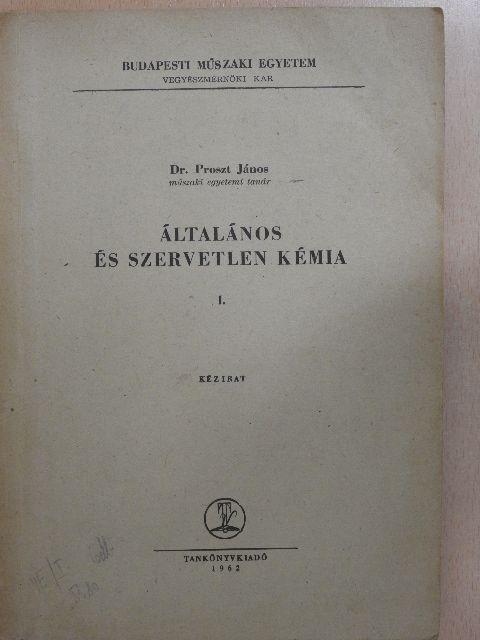 BUDAPESTI MŰSZAKI EGYETEM
VEGYÉSZMÉRNÖKI KAR
Dr. Proszt János
műszaki egyetemi tanár
ÁLTALÁNOS
ÉS SZERVETLEN KÉMIA
I.
KÉZIRAT
TANKÖNYVKIADÓ
1962